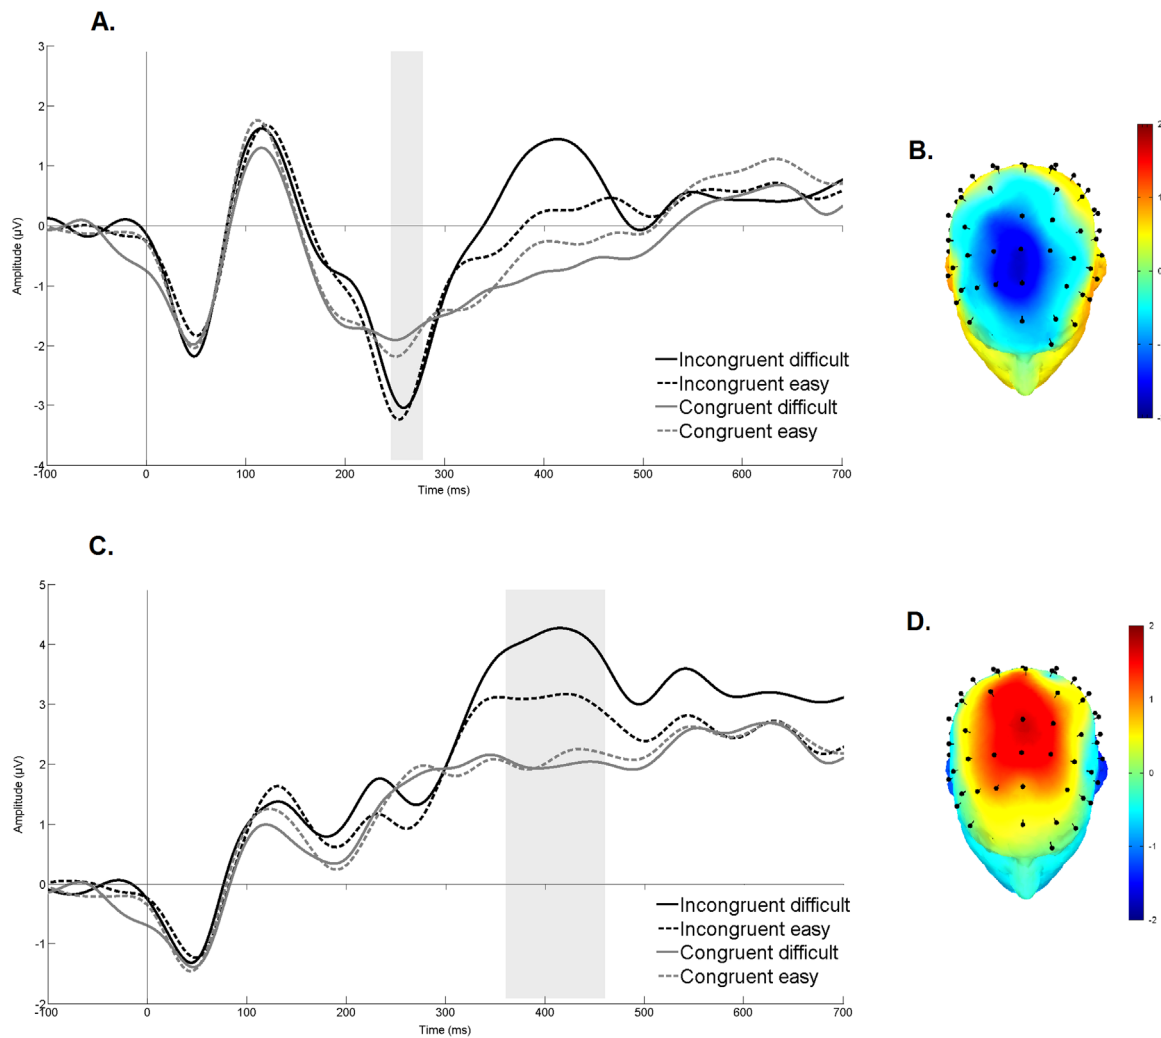 A.
3
2
1
0
-1
-2
-3
-4
Amplitude (µV)
-100 0 100 200 300 400 500 600 700
Time (ms)
Incongruent difficult
Incongruent easy
Congruent difficult
Congruent easy
B.
2
1
0
-
-
C.
5
4
3
2
1
0
-1
-2
Amplitude (µV)
-100 0 100 200 300 400 500 600 700
Time (ms)
Incongruent difficult
Incongruent easy
Congruent difficult
Congruent easy
D.
2
1
0
-1
-2